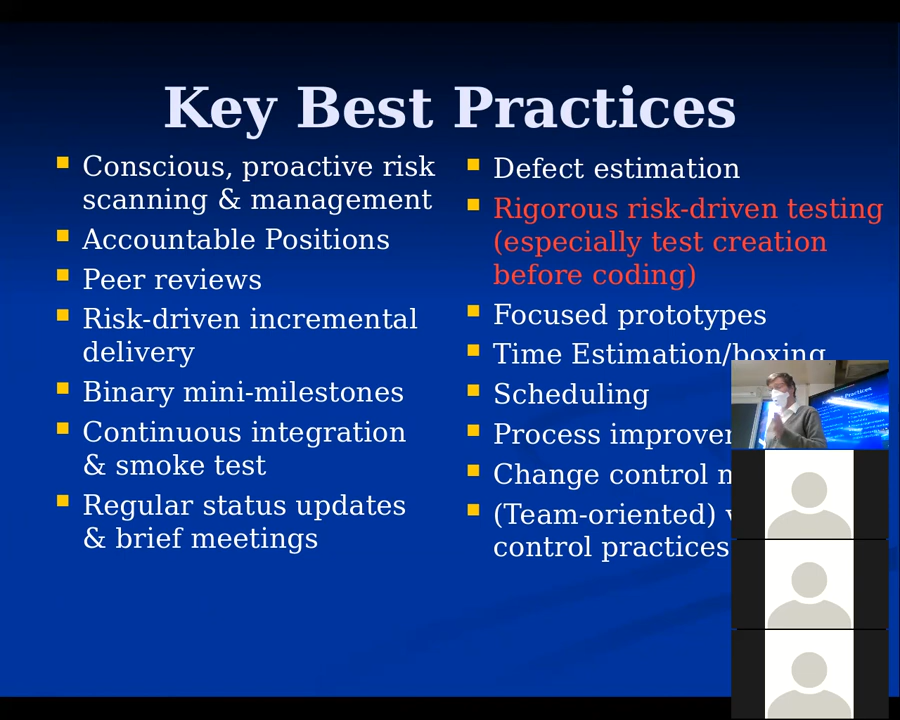 Key Best Practices
Conscious, proactive risk
scanning & management
Accountable Positions
Peer reviews
Risk-driven incremental
delivery
Binary mini-milestones
Continuous integration
& smoke test
Regular status updates
& brief meetings
Defect estimation
Rigorous risk-driven testing
(especially test creation
before coding)
Focused prototypes
Time Estimation/boxing
Scheduling
Process
Change control
(Team-oriented)
control practices